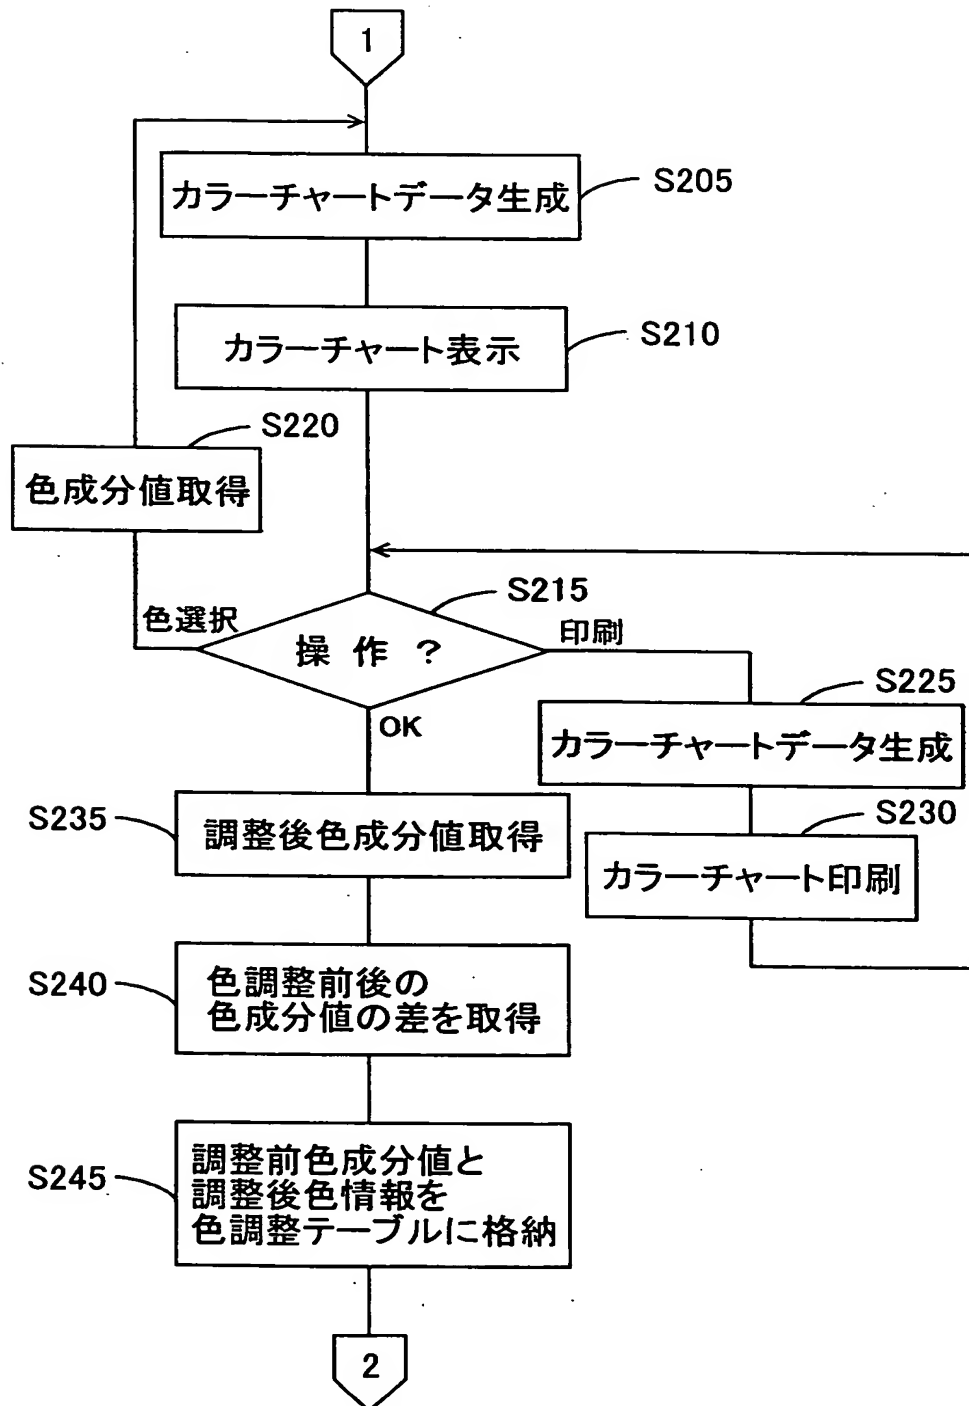 1
カラーチャートデータ生成
S205
カラーチャート表示
S210
S220
色成分値取得
S215
色選択
操作?
印刷
OK
S225
カラーチャートデータ生成
S230
カラーチャート印刷
S235
調整後色成分値取得
S240
色調整前後の
色成分値の差を取得
S245
調整前色成分値と
調整後色情報を
色調整テーブルに格納
2